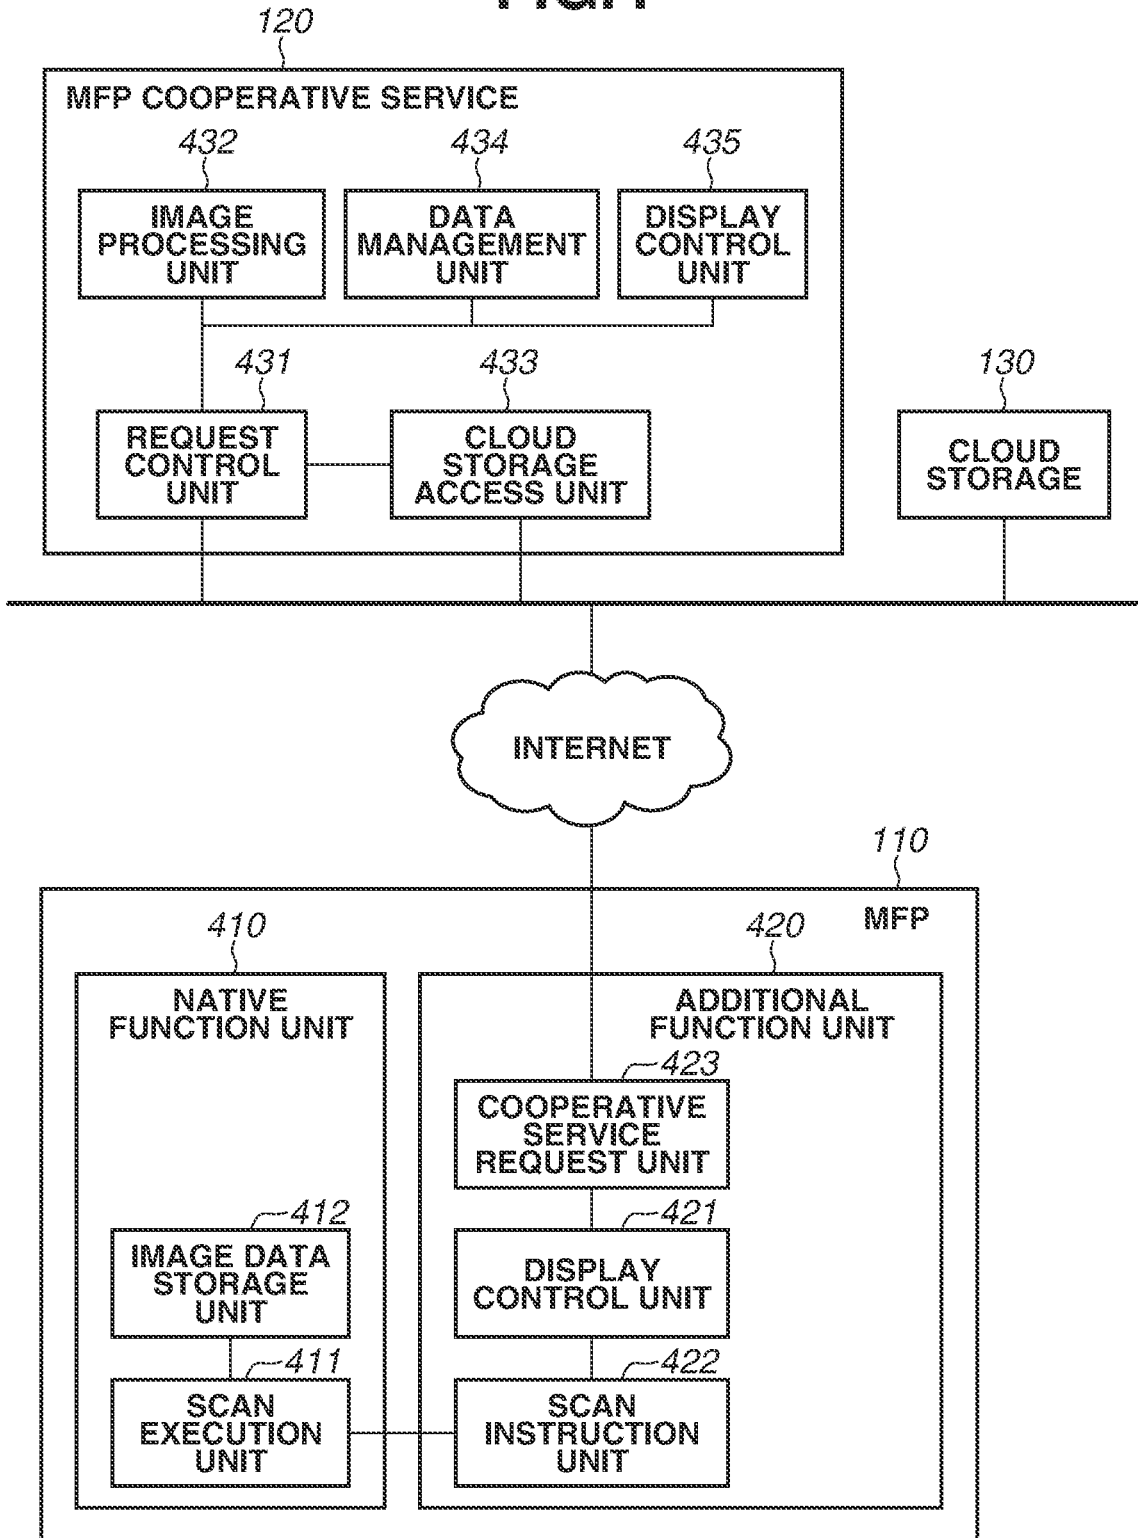 120
MFP COOPERATIVE SERVICE
432
434
435
IMAGE
PROCESSING
UNIT
DATA
MANAGEMENT
UNIT
DISPLAY
CONTROL
UNIT
431
433
130
REQUEST
CONTROL
UNIT
CLOUD
STORAGE
ACCESS UNIT
CLOUD
STORAGE
INTERNET
110
MFP
410
420
NATIVE
FUNCTION UNIT
ADDITIONAL
FUNCTION UNIT
423
COOPERATIVE
SERVICE
REQUEST UNIT
412
421
IMAGE DATA
STORAGE
UNIT
DISPLAY
CONTROL UNIT
411
422
SCAN
EXECUTION
UNIT
SCAN
INSTRUCTION
UNIT